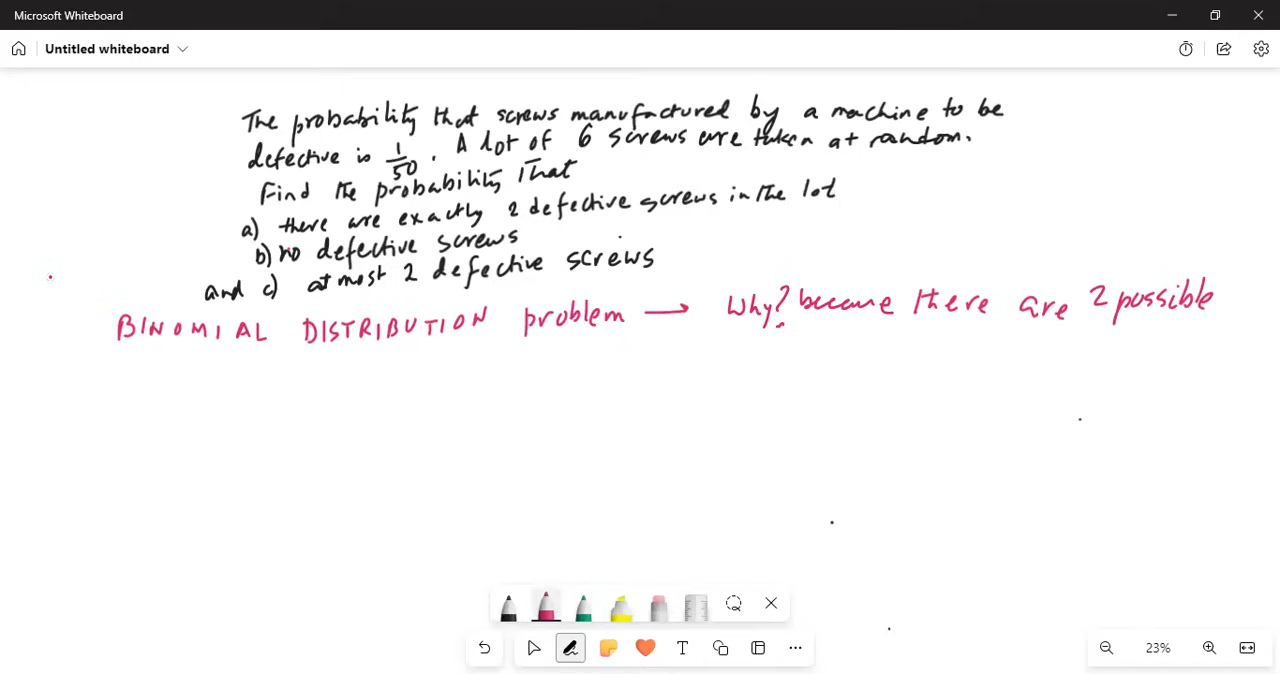 Microsoft Whiteboard
Untitled whiteboard
The probability that screws manufactured by a machine to be
defective is 1/50. A lot of 6 screws are taken at random.
Find the probability that
a) there are exactly 2 defective screws in the lot
b) no defective screws
and c) at most 2 defective screws
BINOMIAL DISTRIBUTION problem → Why? because there are 2 possible
23%